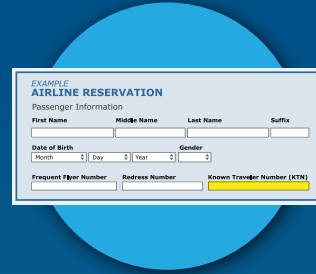 EXAMPLE
AIRLINE RESERVATION
Passenger Information
First Name Middle Name Last Name Suffix
Date of Birth Gender
Month Day Year
Frequent Flyer Number Redress Number Known Traveler Number (KTN)